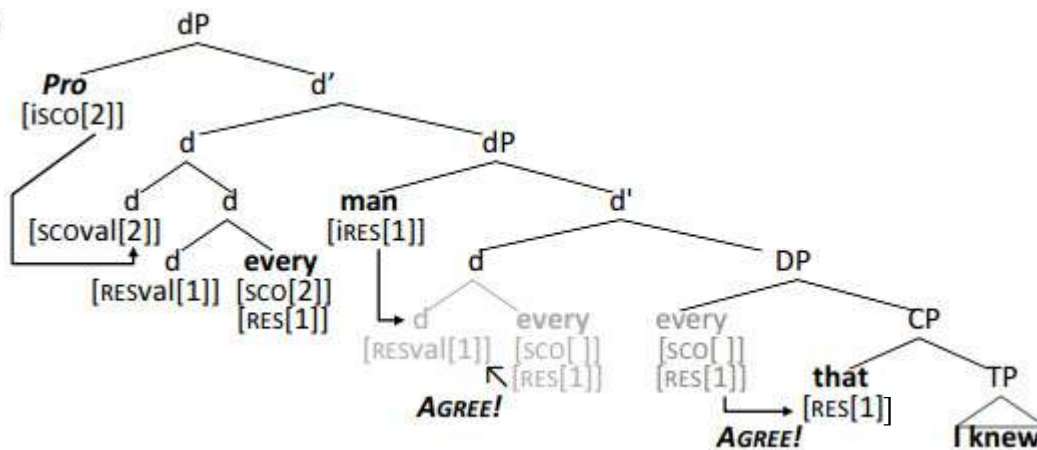 dP
Pro d’
[iSCO[2]]
d dP
d d man d'
[SCOval[2]] [iRES[1]]
d every d DP
[RESval[1]] [SCO[2]]
[RES[1]] d every every CP
[RESval[1]] [SCO[ ]] [SCO[ ]]
[RES[1]] [RES[1]] that TP
AGREE! [RES[1]]
AGREE! I knew